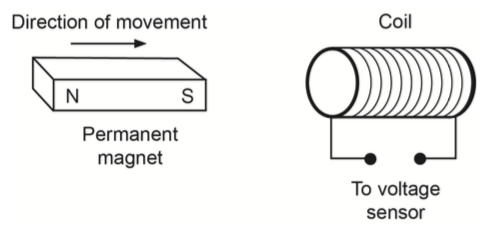 Direction of movement
Coil
N
S
Permanent
magnet
To voltage
sensor